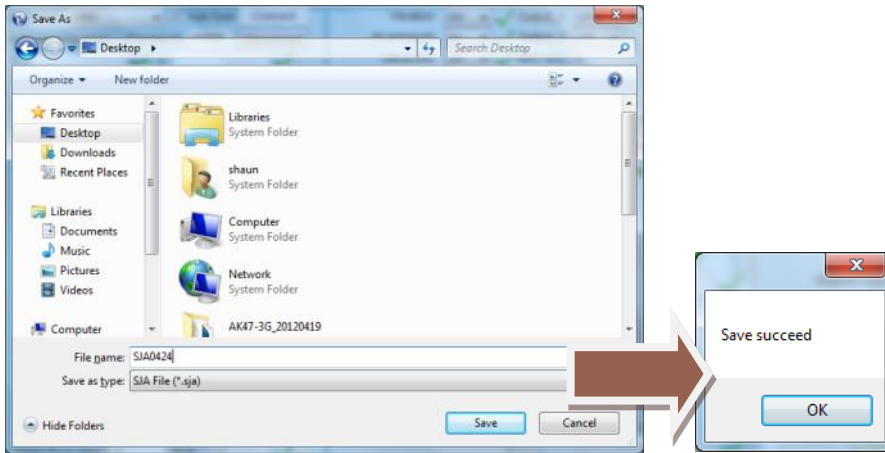 Save As
Desktop
Search Desktop
Organize New folder
Favorites
Desktop
Downloads
Recent Places
Libraries
Documents
Music
Pictures
Videos
Computer
Libraries
System Folder
shaun
System Folder
Computer
System Folder
Network
System Folder
AK47-3G_20120419
File name: SJA0424
Save as type: SJA File (*.sja)
Hide Folders
Save Cancel
Save succeed
OK